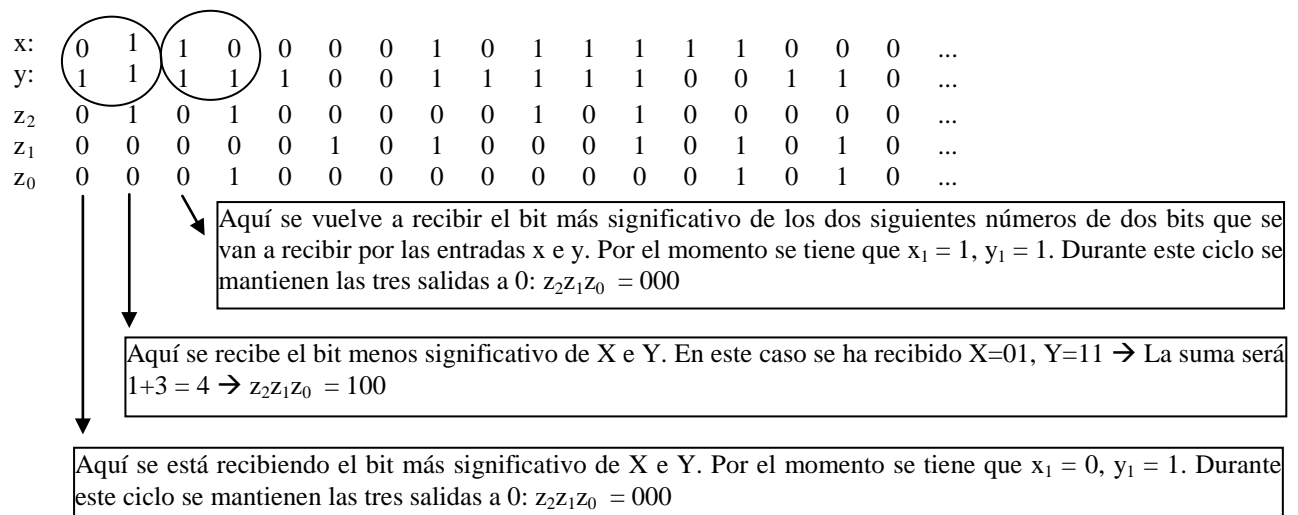 x: 0 1 1 0 0 0 0 1 0 1 1 1 1 1 0 0 0 ...
y: 1 1 1 1 1 0 0 1 1 1 1 1 0 0 1 1 0 ...
z₂ 0 1 0 1 0 0 0 0 0 1 0 1 0 0 0 0 0 ...
z₁ 0 0 0 0 0 1 0 1 0 0 0 1 0 1 0 1 0 ...
z₀ 0 0 0 1 0 0 0 0 0 0 0 0 0 1 0 1 0 ...
Aquí se vuelve a recibir el bit más significativo de los dos siguientes números de dos bits que se
van a recibir por las entradas x e y. Por el momento se tiene que x₁ = 1, y₁ = 1. Durante este ciclo se
mantienen las tres salidas a 0: z₂z₁z₀ = 000
Aquí se recibe el bit menos significativo de X e Y. En este caso se ha recibido X=01, Y=11 → La suma será
1+3 = 4 → z₂z₁z₀ = 100
Aquí se está recibiendo el bit más significativo de X e Y. Por el momento se tiene que x₁ = 0, y₁ = 1. Durante
este ciclo se mantienen las tres salidas a 0: z₂z₁z₀ = 000